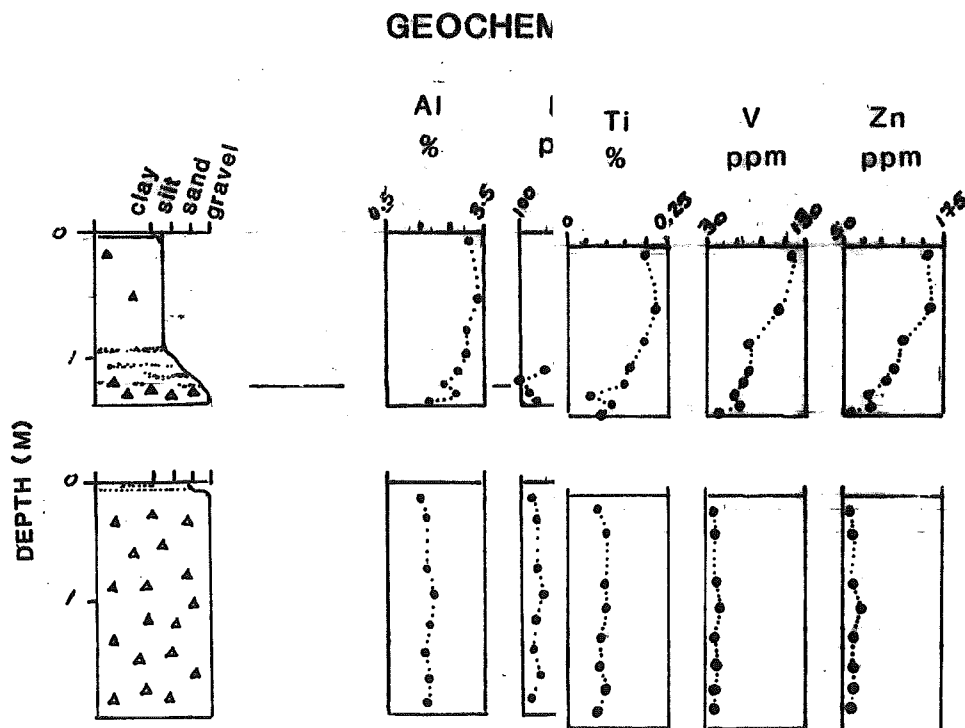 GEOCHEM
Al
%
Ti
%
V
ppm
Zn
ppm
clay
silt
sand
gravel
0.5 3.5 100 0 0.25 30 180 50 175
0
1
DEPTH (M)
0
1